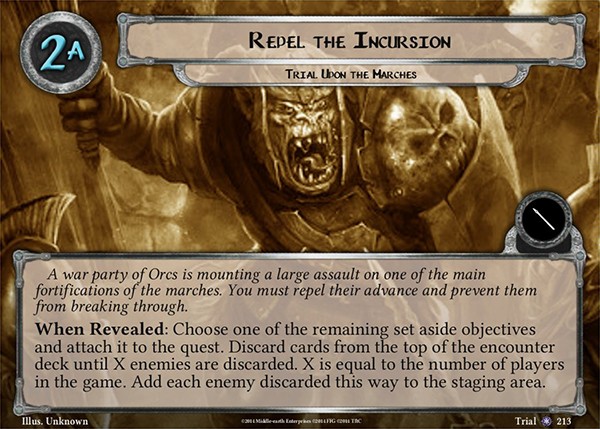 2A
Repel the Incursion
Trial Upon the Marches
A war party of Orcs is mounting a large assault on one of the main
fortifications of the marches. You must repel their advance and prevent them
from breaking through.
When Revealed: Choose one of the remaining set aside objectives
and attach it to the quest. Discard cards from the top of the encounter
deck until X enemies are discarded. X is equal to the number of players
in the game. Add each enemy discarded this way to the staging area.
Illus. Unknown
©2014 Middle-earth Enterprises ©2014 FFG ©2014 TBC
Trial 213